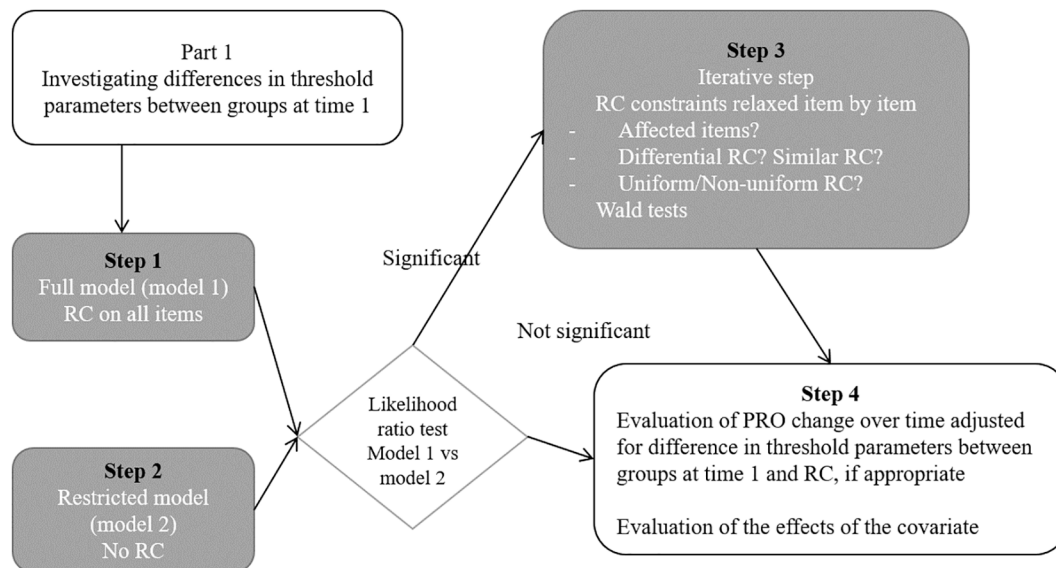 Part 1
Investigating differences in threshold
parameters between groups at time 1
Step 1
Full model (model 1)
RC on all items
Step 2
Restricted model
(model 2)
No RC
Likelihood
ratio test
Model 1 vs
model 2
Significant
Not significant
Step 3
Iterative step
RC constraints relaxed item by item
- Affected items?
- Differential RC? Similar RC?
- Uniform/Non-uniform RC?
Wald tests
Step 4
Evaluation of PRO change over time adjusted
for difference in threshold parameters between
groups at time 1 and RC, if appropriate
Evaluation of the effects of the covariate